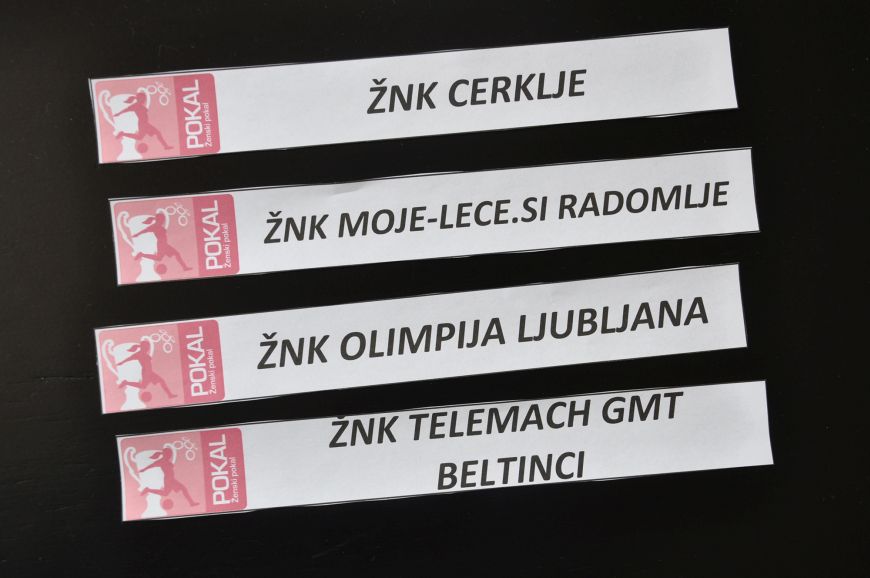 POKAL
Ženski pokal
ŽNK CERKLJE
POKAL
Ženski pokal
ŽNK MOJE-LECE.SI RADOMLJE
POKAL
Ženski pokal
ŽNK OLIMPIJA LJUBLJANA
POKAL
Ženski pokal
ŽNK TELEMACH GMT
BELTINCI